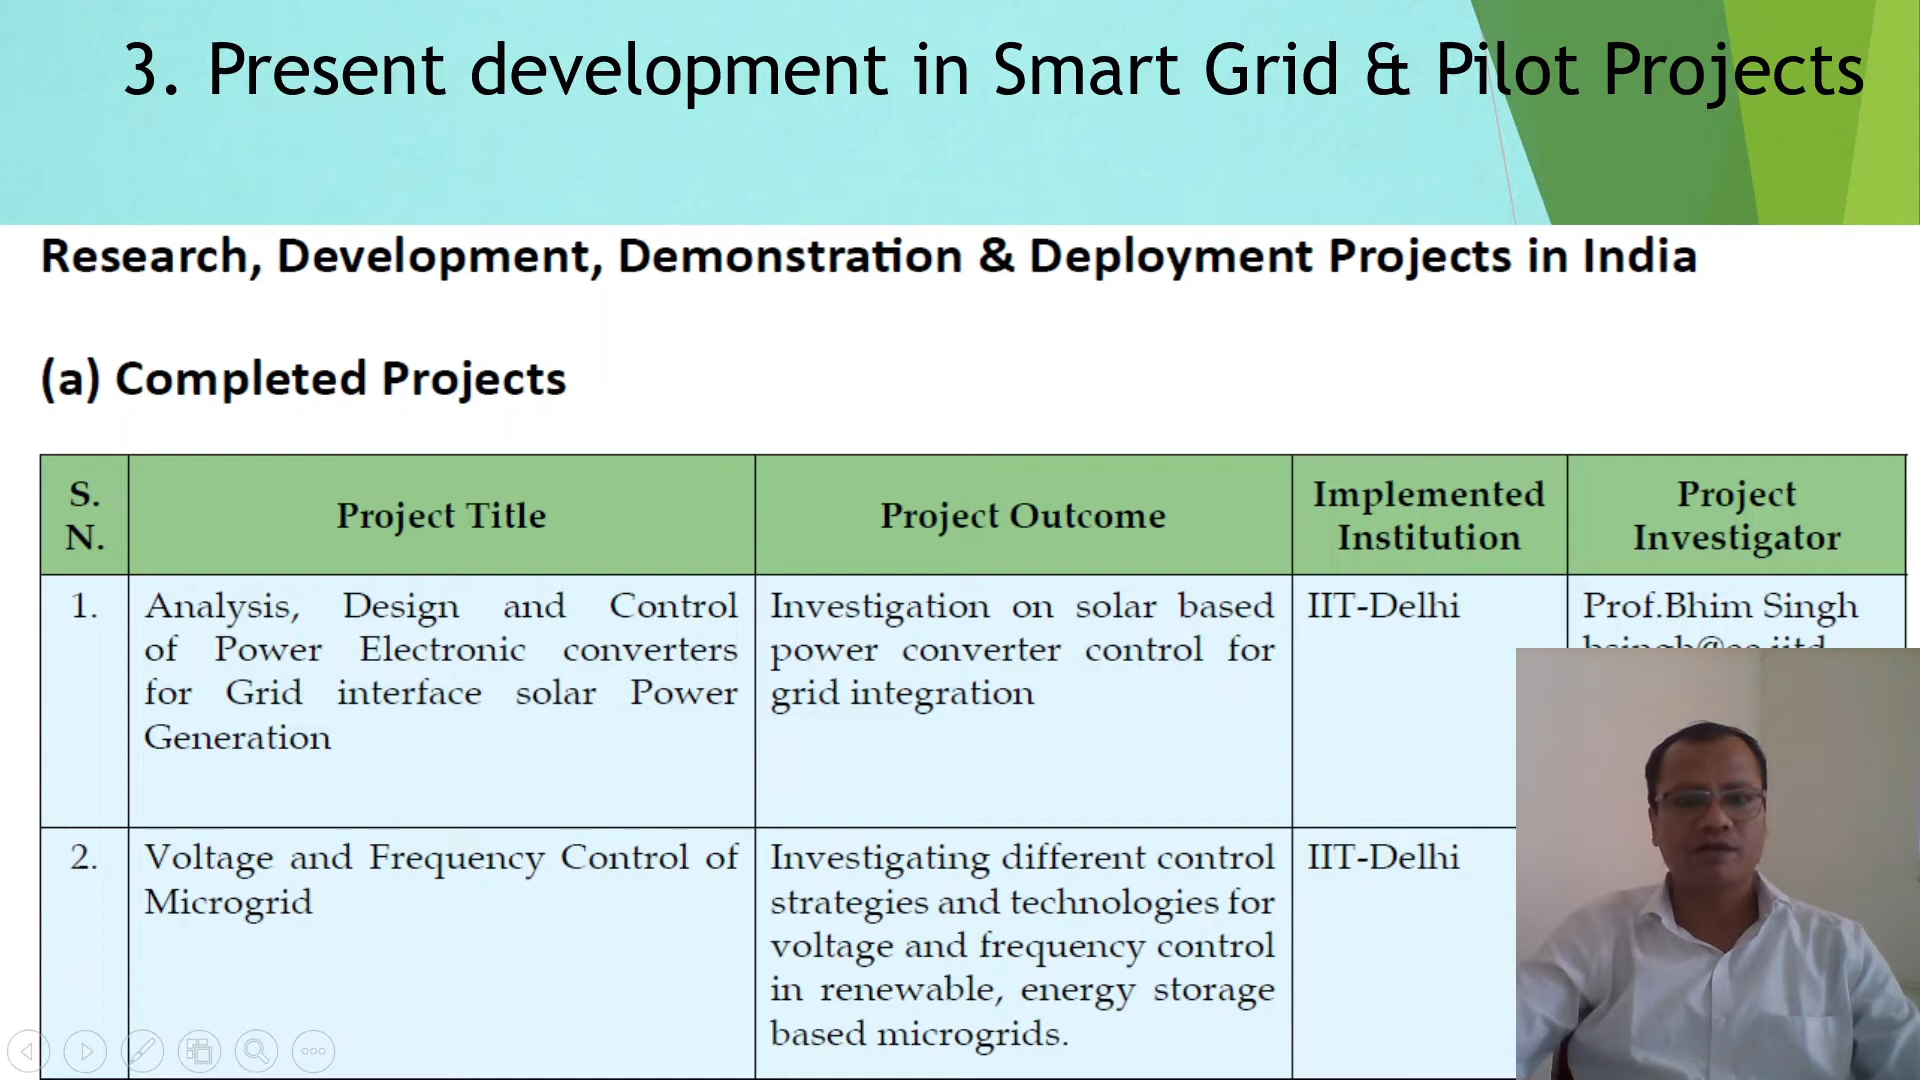 3. Present development in Smart Grid & Pilot Projects
Research, Development, Demonstration & Deployment Projects in India
(a) Completed Projects
S.
N.
Project Title
Project Outcome
Implemented
Institution
Project
Investigator
1.
Analysis, Design and Control
of Power Electronic converters
for Grid interface solar Power
Generation
Investigation on solar based
power converter control for
grid integration
IIT-Delhi
Prof.Bhim Singh
2.
Voltage and Frequency Control of
Microgrid
Investigating different control
strategies and technologies for
voltage and frequency control
in renewable, energy storage
based microgrids.
IIT-Delhi